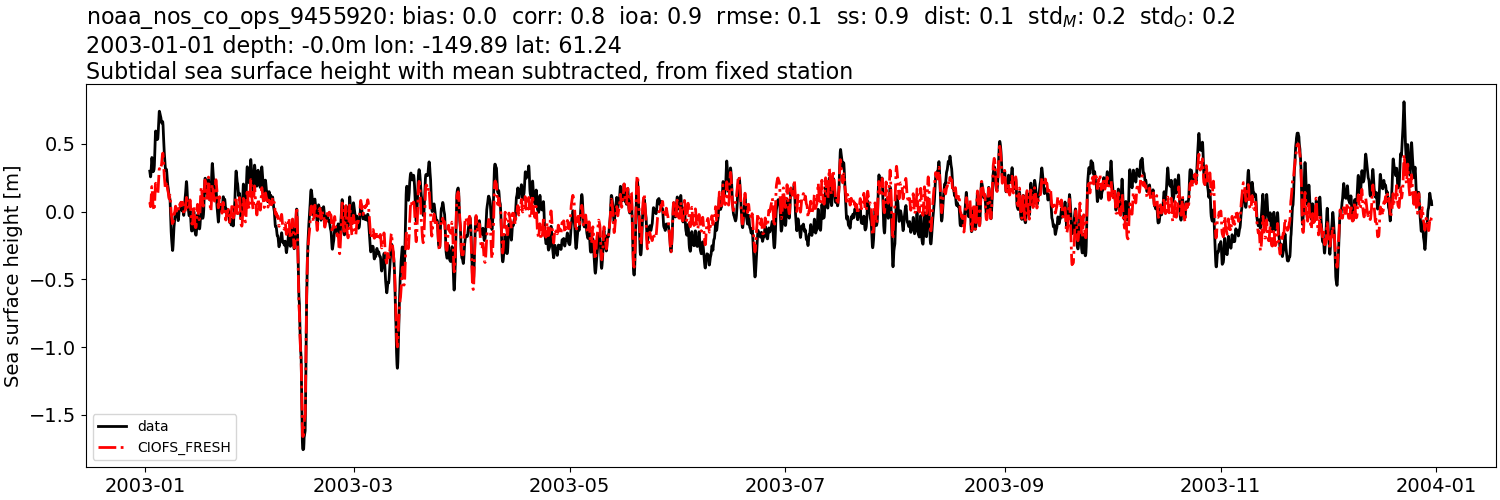 noaa_nos_co_ops_9455920: bias: 0.0 corr: 0.8 ioa: 0.9 rmse: 0.1 ss: 0.9 dist: 0.1 std_M: 0.2 std_O: 0.2
2003-01-01 depth: -0.0m lon: -149.89 lat: 61.24
Subtidal sea surface height with mean subtracted, from fixed station
Sea surface height [m]
0.5
0.0
−0.5
−1.0
−1.5
data
CIOFS_FRESH
2003-01 2003-03 2003-05 2003-07 2003-09 2003-11 2004-01